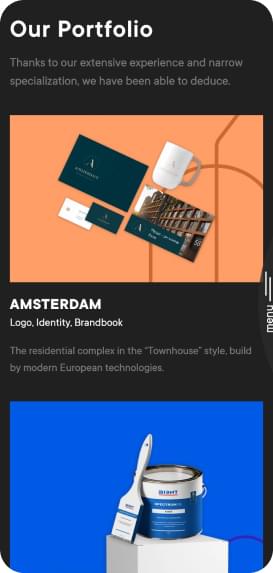 Our Portfolio
Thanks to our extensive experience and narrow
specialization, we have been able to deduce.
A
A
menu
AMSTERDAM
Logo, Identity, Brandbook
The residential complex in the “Townhouse” style, build
by modern European technologies.
SPECTRUM